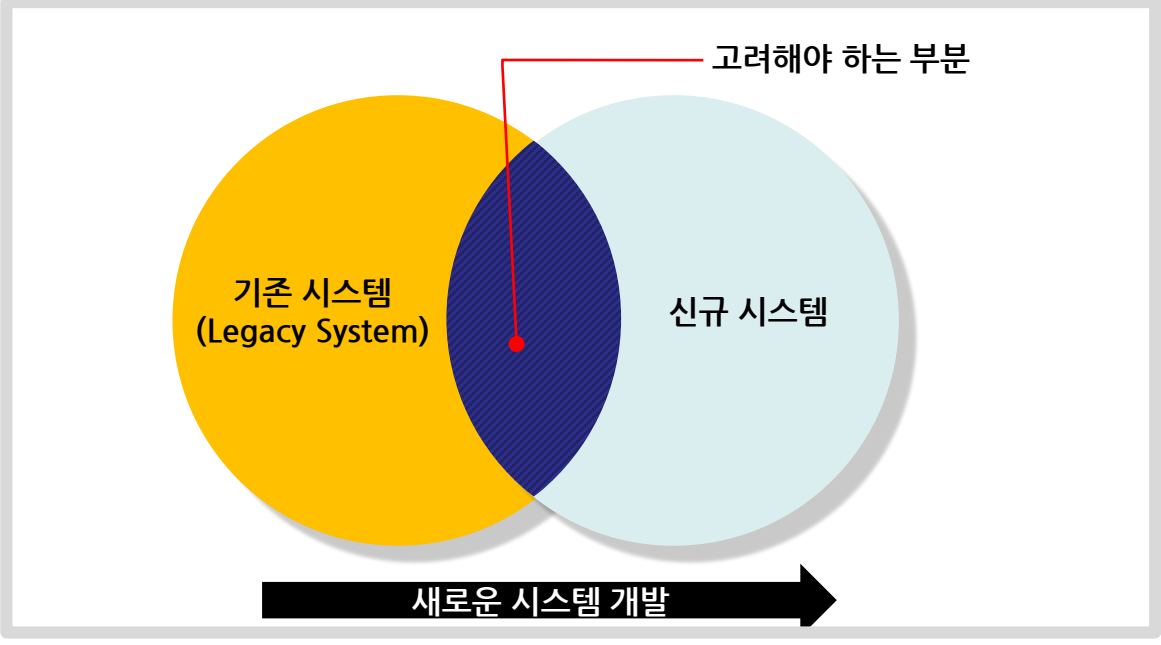 고려해야 하는 부분
기존 시스템
(Legacy System)
신규 시스템
새로운 시스템 개발